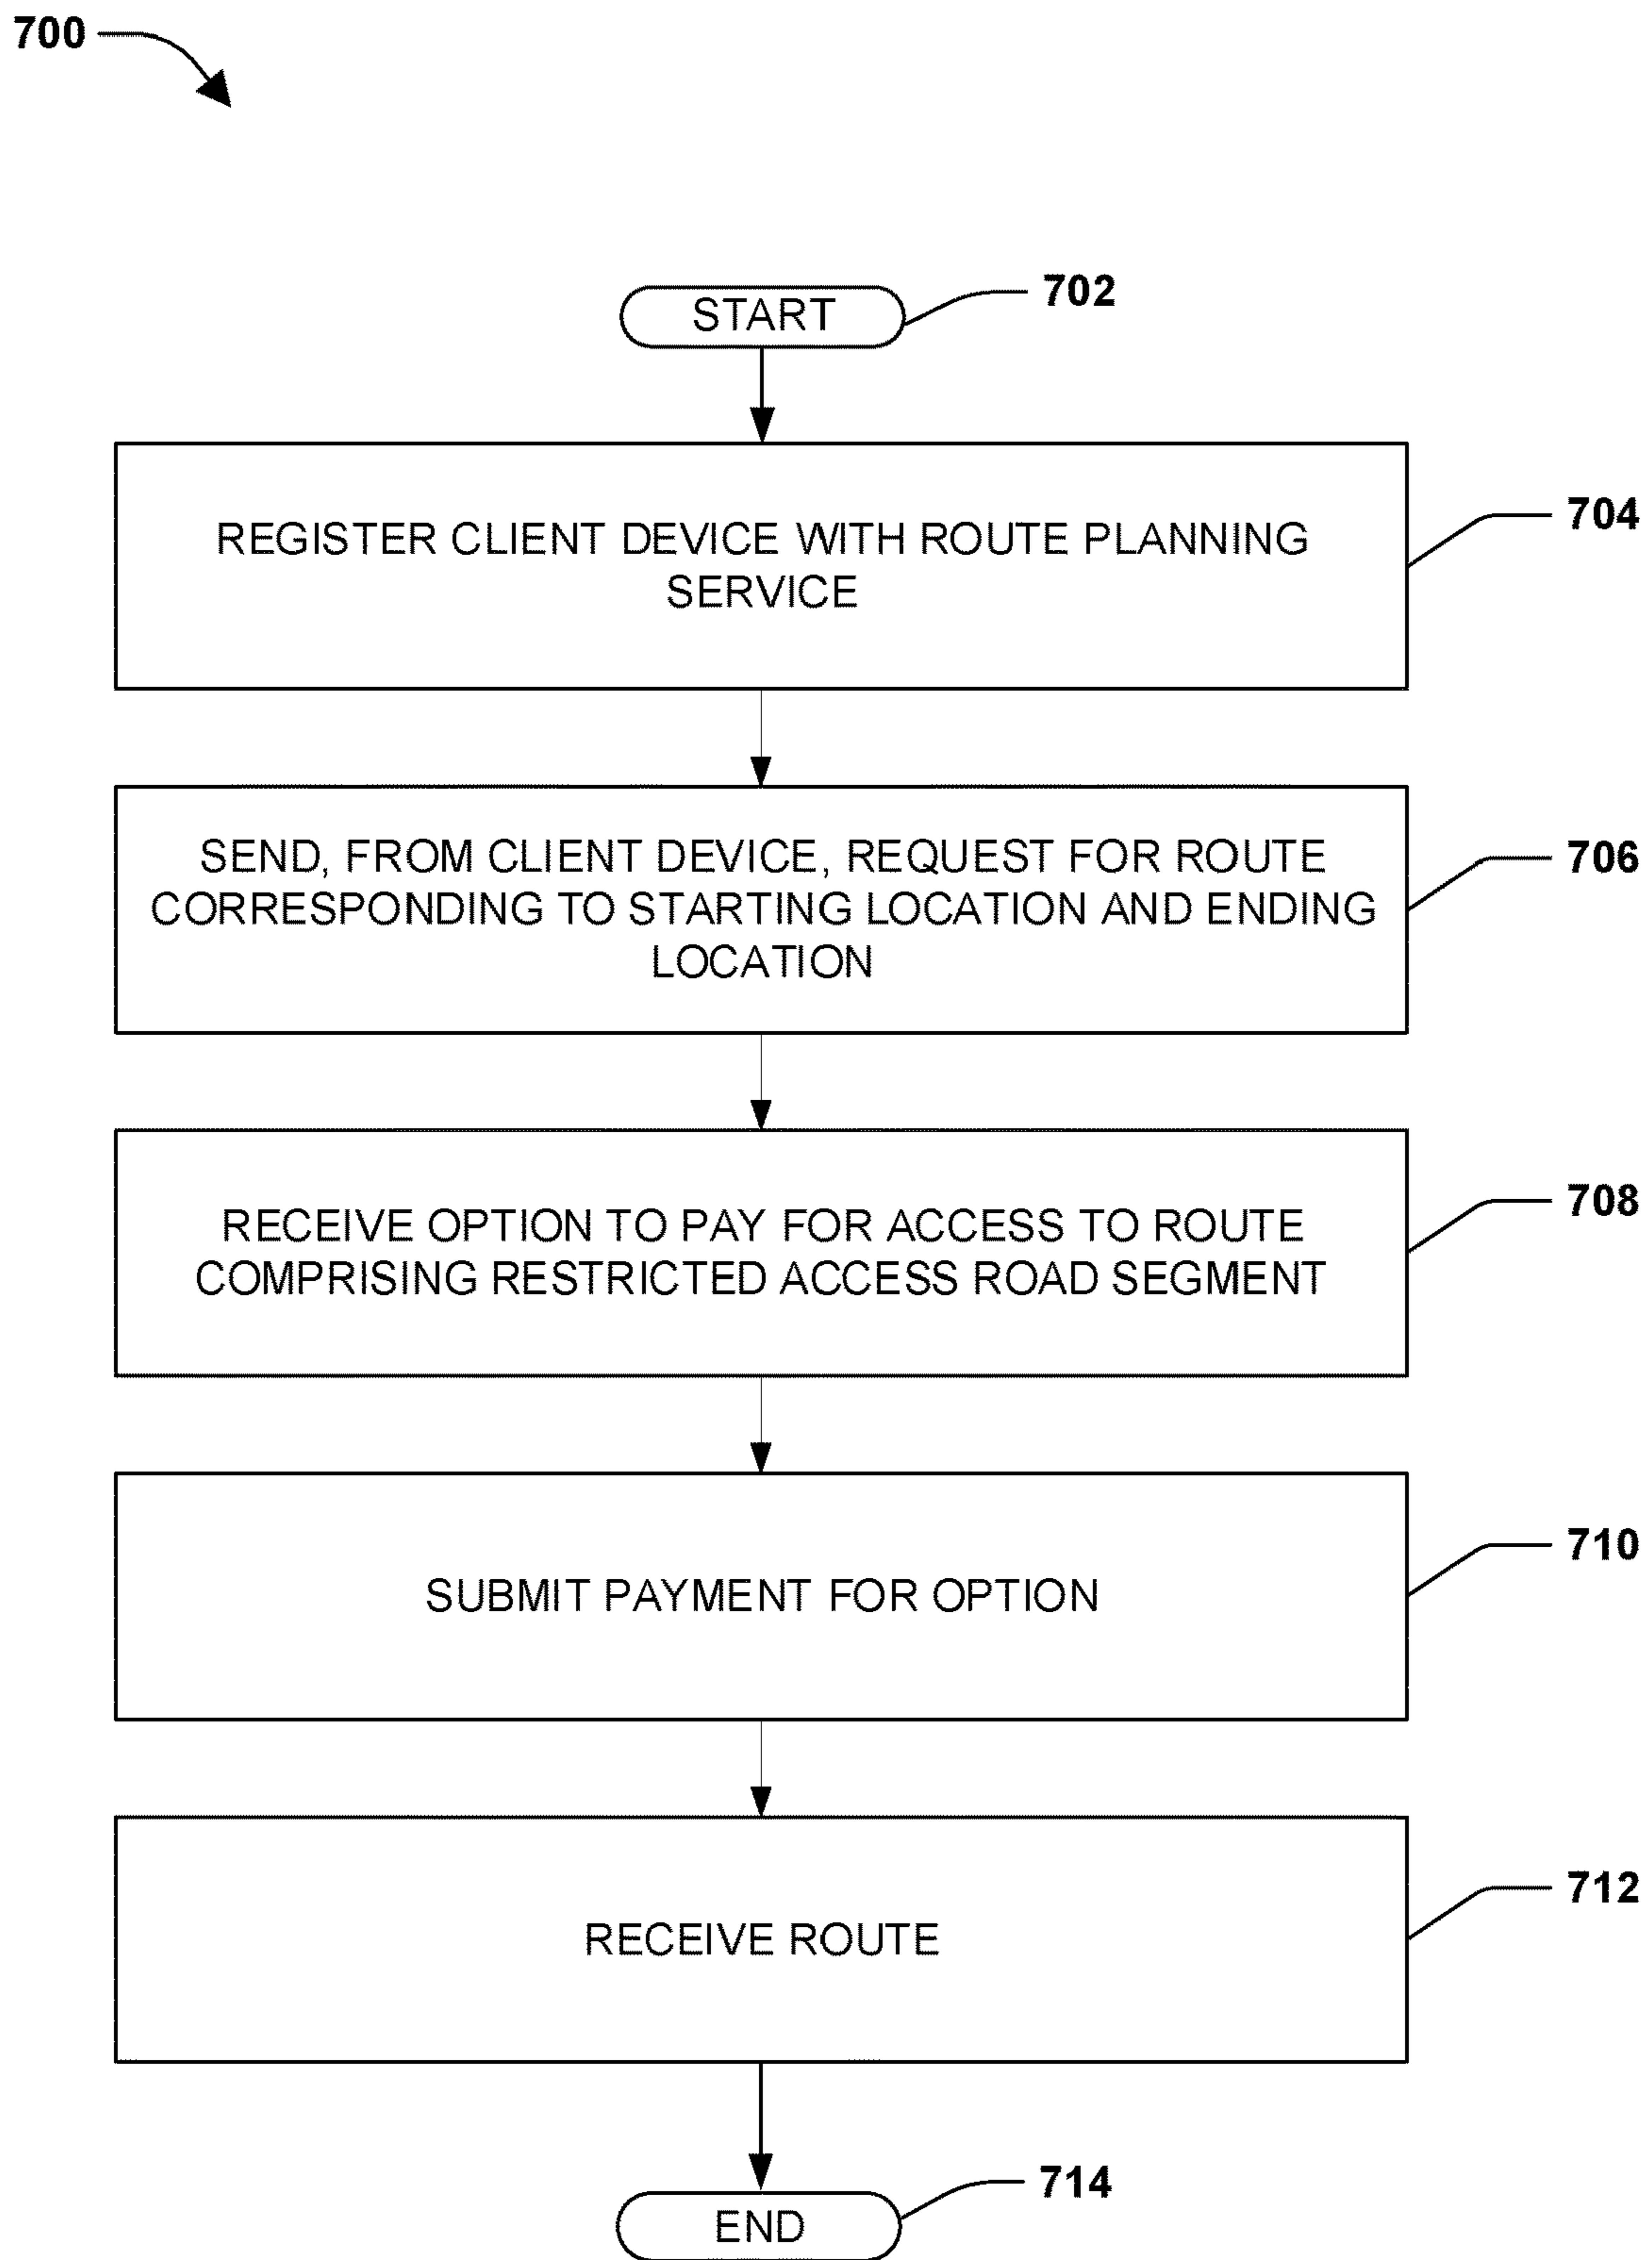 700
START
702
REGISTER CLIENT DEVICE WITH ROUTE PLANNING
SERVICE
704
SEND, FROM CLIENT DEVICE, REQUEST FOR ROUTE
CORRESPONDING TO STARTING LOCATION AND ENDING
LOCATION
706
RECEIVE OPTION TO PAY FOR ACCESS TO ROUTE
COMPRISING RESTRICTED ACCESS ROAD SEGMENT
708
SUBMIT PAYMENT FOR OPTION
710
RECEIVE ROUTE
712
END
714